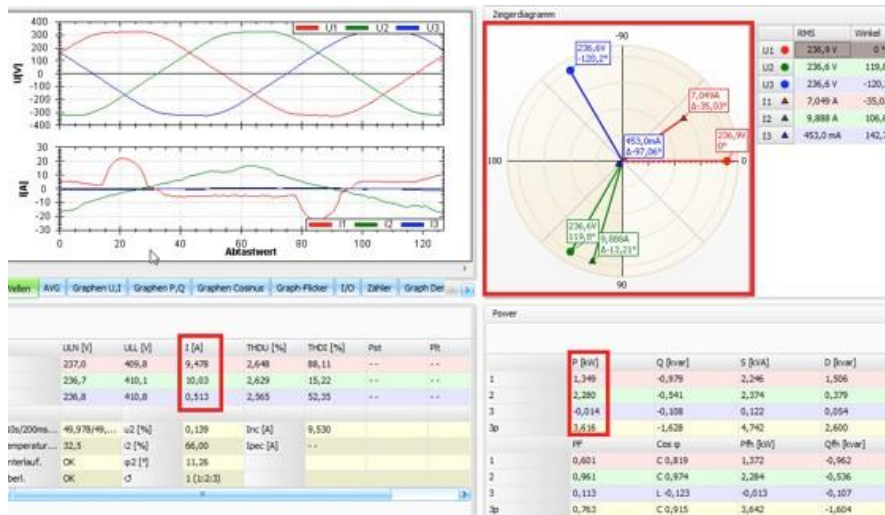 Zeigerdiagramm
U1 U2 U3
400
300
200
100
0
-100
-200
-300
-400
U[V]
30
20
10
0
-10
-20
-30
I[A]
I1 I2 I3
0 20 40 60 80 100 120
Abtastwert
-90
236,6V
-120,2°
7,049A
Δ-35,03°
453,0mA
Δ-97,06°
236,9V
0°
100
0
236,6V
119,8°
9,888A
Δ-13,21°
90
RMS Winkel
U1 236,9 V 0
U2 236,6 V 119,8
U3 236,6 V -120,
I1 7,049 A -35,0
I2 9,888 A 106,6
I3 453,0 mA 142,
AVG Graphen U,I Graphen P,Q Graphen Cosinus Graph-Flicker I/O Zähler Graph Der
ULN [V] ULL [V] I [A] THDU [%] THDI [%] Pst Plt
237,0 409,8 9,478 2,648 88,11 -- --
236,7 410,1 10,03 2,629 15,22 -- --
236,8 410,8 0,513 2,565 52,35 -- --
10s/200ms... 49,978/49,... u2 [%] 0,139 Inc [A] 9,530
emperatur... 32,5 i2 [%] 66,00 Ipec [A] --
nterlauf. OK φ2 [°] 11,26
berl. OK 1 (1:2:3)
Power
P [kW] Q [kvar] S [kVA] D [kvar]
1 1,349 -0,979 2,246 1,506
2 2,280 -0,541 2,374 0,379
3 -0,014 -0,108 0,122 0,054
3p 3,616 -1,628 4,742 2,600
PF Cos φ Pfh [kW] Qfh [kvar]
1 0,601 C 0,819 1,372 -0,962
2 0,961 C 0,974 2,284 -0,536
3 0,113 L -0,123 -0,013 -0,107
3p 0,763 C 0,915 3,642 -1,604